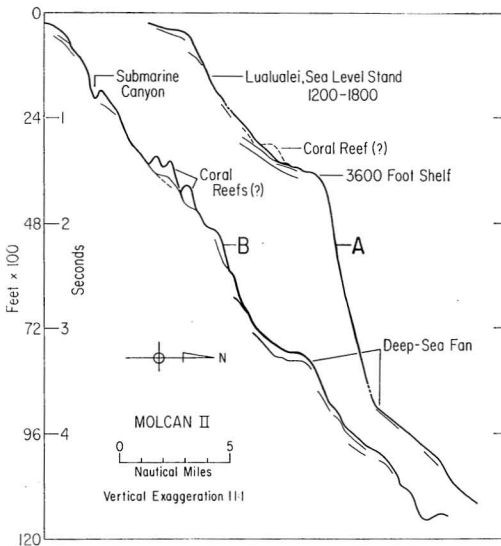 0
24
48
72
96
120
Feet × 100
1
2
3
4
Seconds
Submarine
Canyon
Lualualei, Sea Level Stand
1200-1800
Coral Reef (?)
3600 Foot Shelf
Coral
Reefs (?)
B
A
Deep-Sea Fan
N
MOLCAN II
0
5
Nautical Miles
Vertical Exaggeration 11:1